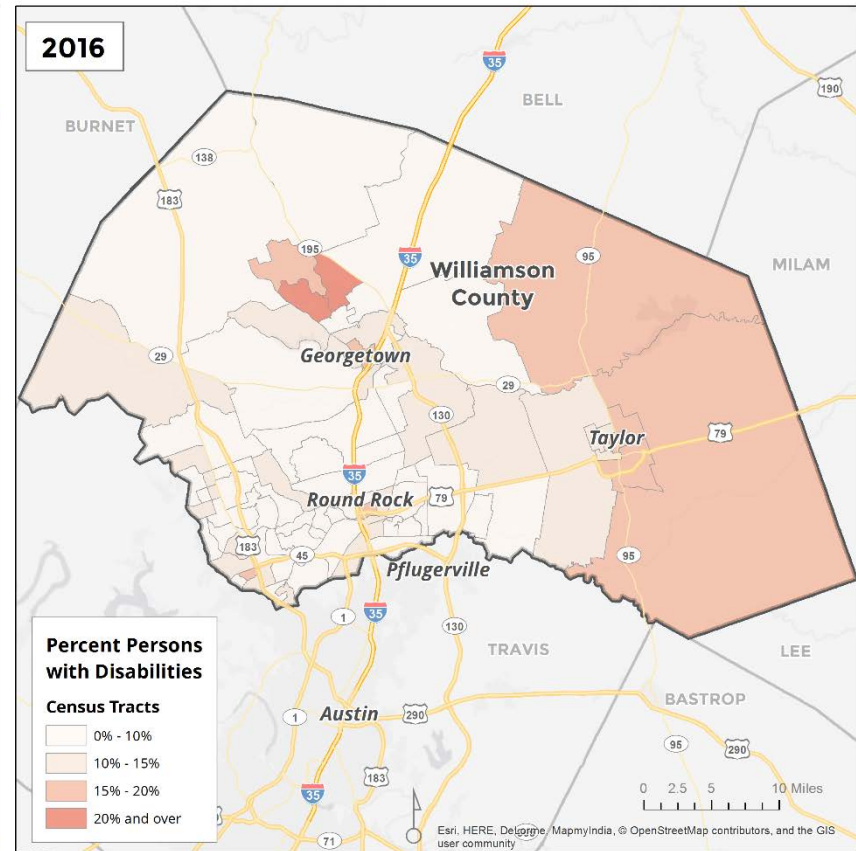 2016
35
BELL
190
BURNET
138
183
195
35
Williamson
County
95
MILAM
29
Georgetown
29
130
Taylor
79
35
Round Rock
79
183
45
95
Pflugerville
1
35
130
TRAVIS
LEE
Percent Persons
with Disabilities
Census Tracts
0% - 10%
10% - 15%
15% - 20%
20% and over
1
Austin
290
BASTROP
95
290
183
35
71
0 2.5 5 10 Miles
Esri, HERE, DeLorme, MapmyIndia, © OpenStreetMap contributors, and the GIS
user community